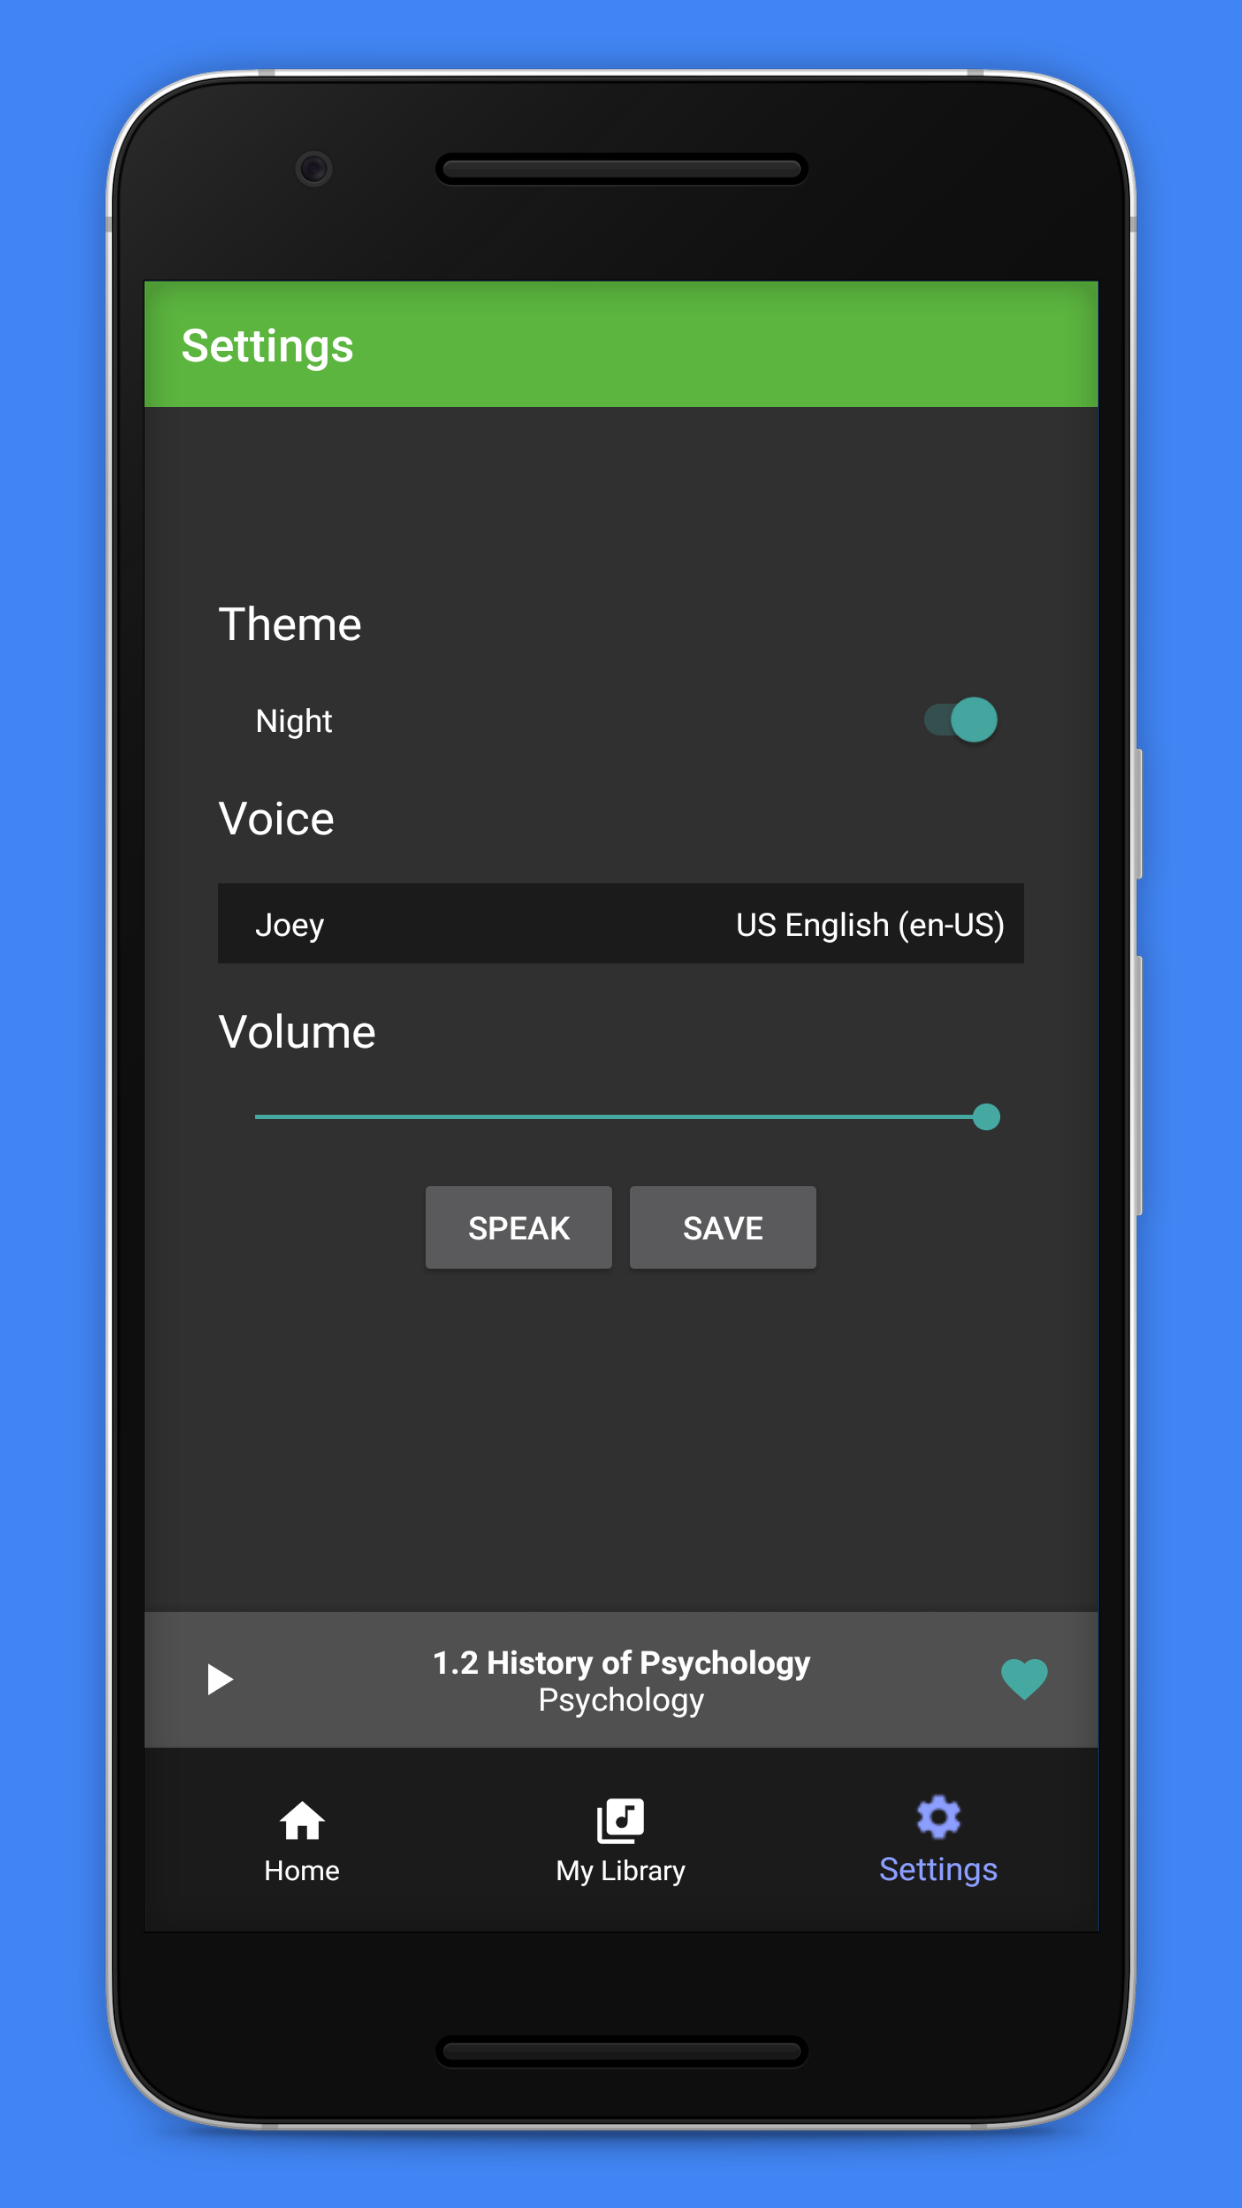 Settings
Theme
Night
Voice
Joey US English (en-US)
Volume
SPEAK SAVE
1.2 History of Psychology
Psychology
Home My Library Settings